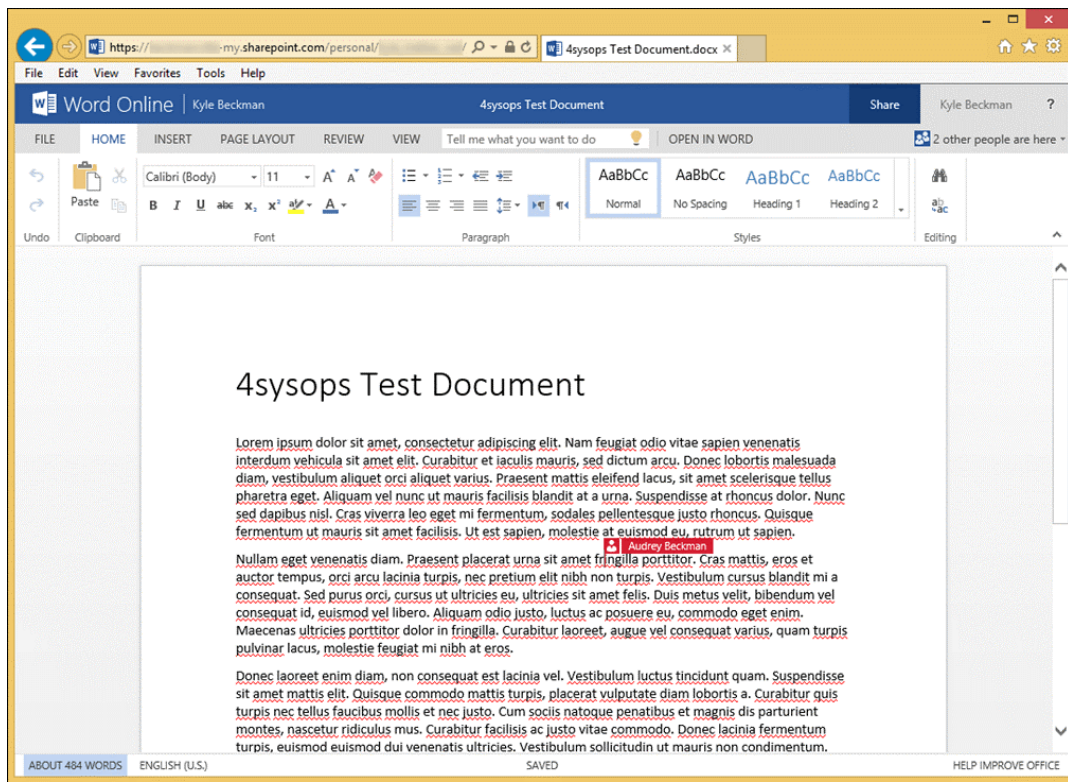 https:// -my.sharepoint.com/personal/ /
4sysops Test Document.docx
File Edit View Favorites Tools Help
Word Online | Kyle Beckman
4sysops Test Document
Share
Kyle Beckman
?
FILE HOME INSERT PAGE LAYOUT REVIEW VIEW Tell me what you want to do OPEN IN WORD
2 other people are here
Calibri (Body) 11
AaBbCc AaBbCc AaBbCc AaBbCc
Paste
B I U abc x₂ x² aby A
Normal No Spacing Heading 1 Heading 2
Undo Clipboard Font Paragraph Styles Editing
4sysops Test Document
Lorem ipsum dolor sit amet, consectetur adipiscing elit. Nam feugiat odio vitae sapien venenatis
interdum vehicula sit amet elit. Curabitur et iaculis mauris, sed dictum arcu. Donec lobortis malesuada
diam, vestibulum aliquet orci aliquet varius. Praesent mattis eleifend lacus, sit amet scelerisque tellus
pharetra eget. Aliquam vel nunc ut mauris facilisis blandit at a urna. Suspendisse at rhoncus dolor. Nunc
sed dapibus nisl. Cras viverra leo eget mi fermentum, sodales pellentesque justo rhoncus. Quisque
fermentum ut mauris sit amet facilisis. Ut est sapien, molestie at euismod eu, rutrum ut sapien.
Audrey Beckman
Nullam eget venenatis diam. Praesent placerat urna sit amet fringilla porttitor. Cras mattis, eros et
auctor tempus, orci arcu lacinia turpis, nec pretium elit nibh non turpis. Vestibulum cursus blandit mi a
consequat. Sed purus orci, cursus ut ultricies eu, ultricies sit amet felis. Duis metus velit, bibendum vel
consequat id, euismod vel libero. Aliquam odio justo, luctus ac posuere eu, commodo eget enim.
Maecenas ultricies porttitor dolor in fringilla. Curabitur laoreet, augue vel consequat varius, quam turpis
pulvinar lacus, molestie feugiat mi nibh at eros.
Donec laoreet enim diam, non consequat est lacinia vel. Vestibulum luctus tincidunt quam. Suspendisse
sit amet mattis elit. Quisque commodo mattis turpis, placerat vulputate diam lobortis a. Curabitur quis
turpis nec tellus faucibus mollis et nec justo. Cum sociis natoque penatibus et magnis dis parturient
montes, nascetur ridiculus mus. Curabitur facilisis ac justo vitae commodo. Donec lacinia fermentum
turpis, euismod euismod dui venenatis ultricies. Vestibulum sollicitudin ut mauris non condimentum.
ABOUT 484 WORDS ENGLISH (U.S.) SAVED HELP IMPROVE OFFICE